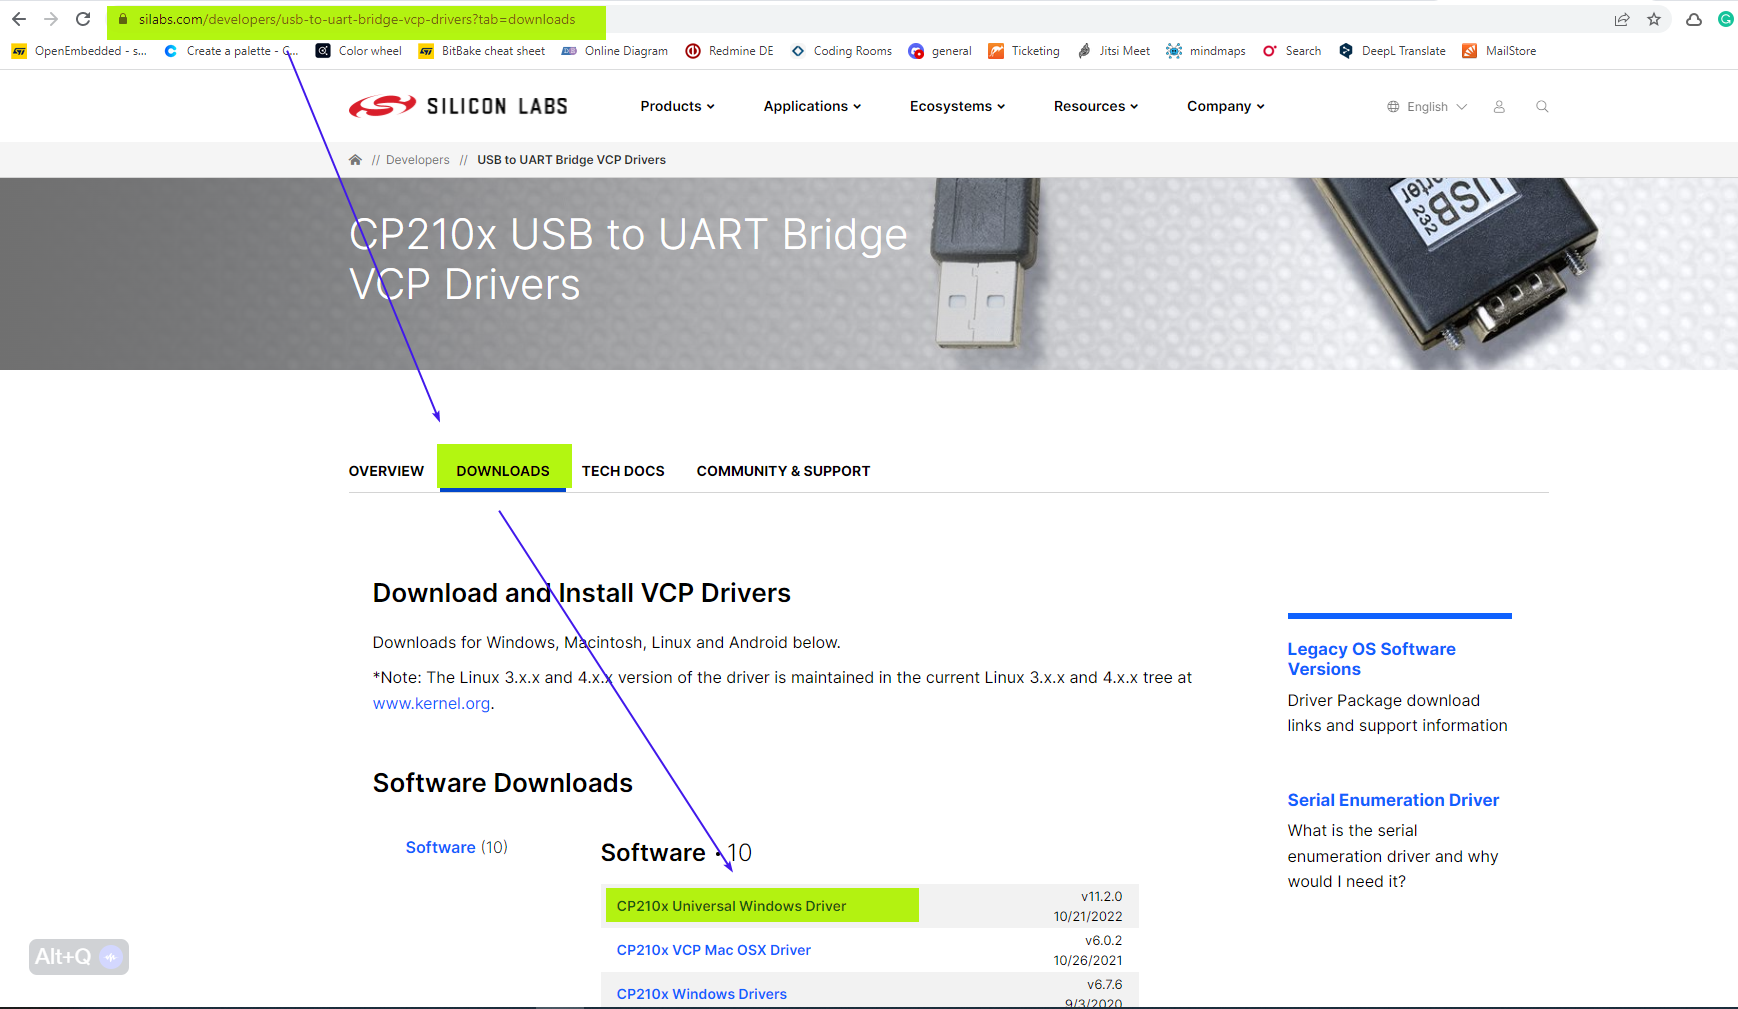 silabs.com/developers/usb-to-uart-bridge-vcp-drivers?tab=downloads
OpenEmbedded - s... Create a palette - C... Color wheel BitBake cheat sheet Online Diagram Redmine DE Coding Rooms general Ticketing Jitsi Meet mindmaps Search DeepL Translate MailStore
SILICON LABS Products Applications Ecosystems Resources Company English
// Developers // USB to UART Bridge VCP Drivers
CP210x USB to UART Bridge
VCP Drivers
USB
232
OVERVIEW DOWNLOADS TECH DOCS COMMUNITY & SUPPORT
Download and Install VCP Drivers
Downloads for Windows, Macintosh, Linux and Android below.
*Note: The Linux 3.x.x and 4.x.x version of the driver is maintained in the current Linux 3.x.x and 4.x.x tree at
www.kernel.org.
Software Downloads
Software (10)
Software • 10
CP210x Universal Windows Driver v11.2.0
10/21/2022
CP210x VCP Mac OSX Driver v6.0.2
10/26/2021
CP210x Windows Drivers v6.7.6
9/3/2020
Legacy OS Software
Versions
Driver Package download
links and support information
Serial Enumeration Driver
What is the serial
enumeration driver and why
would I need it?
Alt+Q